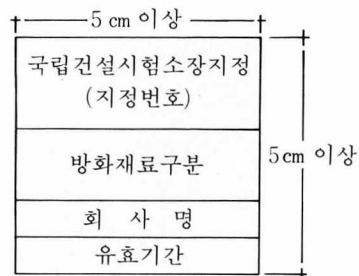 5 cm 이상
국립건설시험소장지정
(지정번호)
방화재료구분
5cm 이상
회 사 명
유효기간